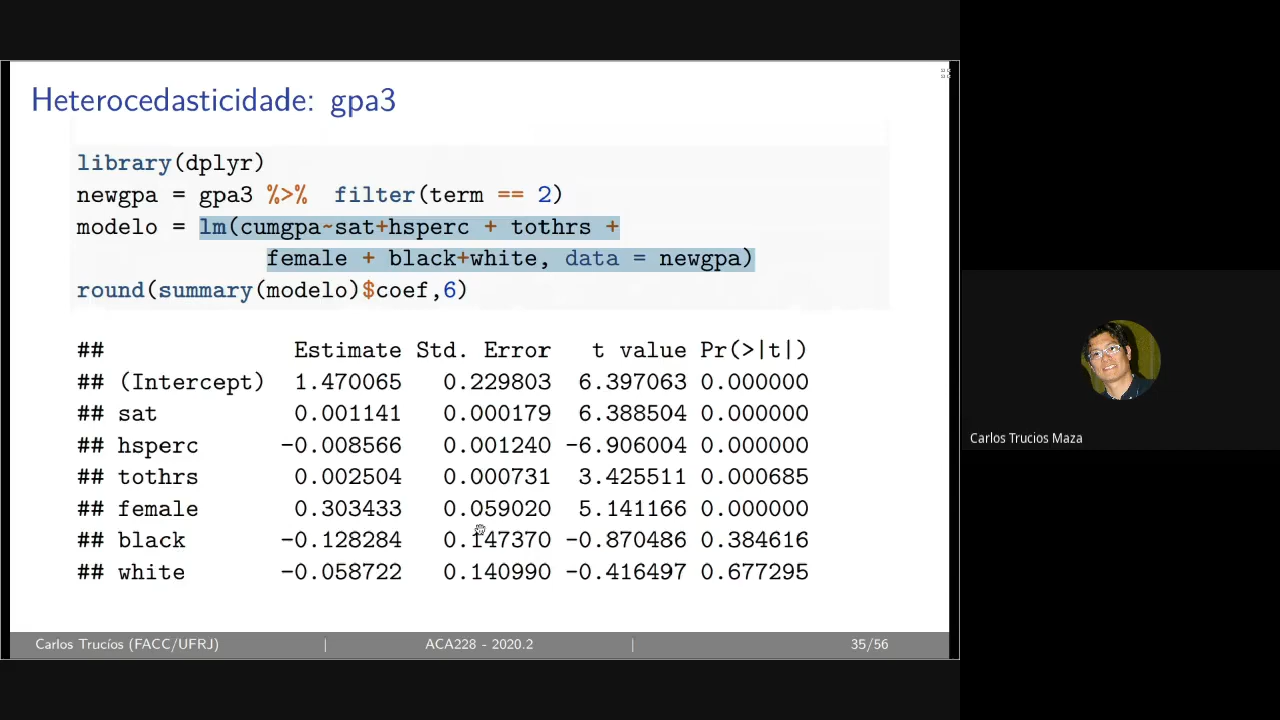 Heterocedasticidade: gpa3
library(dplyr)
newgpa = gpa3 %>% filter(term == 2)
modelo = lm(cumgpa~sat+hsperc + tothrs +
female + black+white, data = newgpa)
round(summary(modelo)$coef,6)
## Estimate Std. Error t value Pr(>|t|)
## (Intercept) 1.470065 0.229803 6.397063 0.000000
## sat 0.001141 0.000179 6.388504 0.000000
## hsperc -0.008566 0.001240 -6.906004 0.000000
## tothrs 0.002504 0.000731 3.425511 0.000685
## female 0.303433 0.059020 5.141166 0.000000
## black -0.128284 0.147370 -0.870486 0.384616
## white -0.058722 0.140990 -0.416497 0.677295
Carlos Trucíos (FACC/UFRJ) | ACA228 - 2020.2 | 35/56
Carlos Trucios Maza